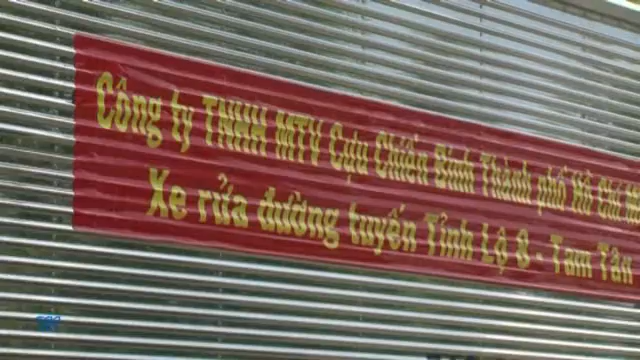 Công ty TNHH MTV Cựu Chiến Binh Thành phố Hồ Chí
Xe rửa đường tuyến Tỉnh Lộ 8 - Tam Tân